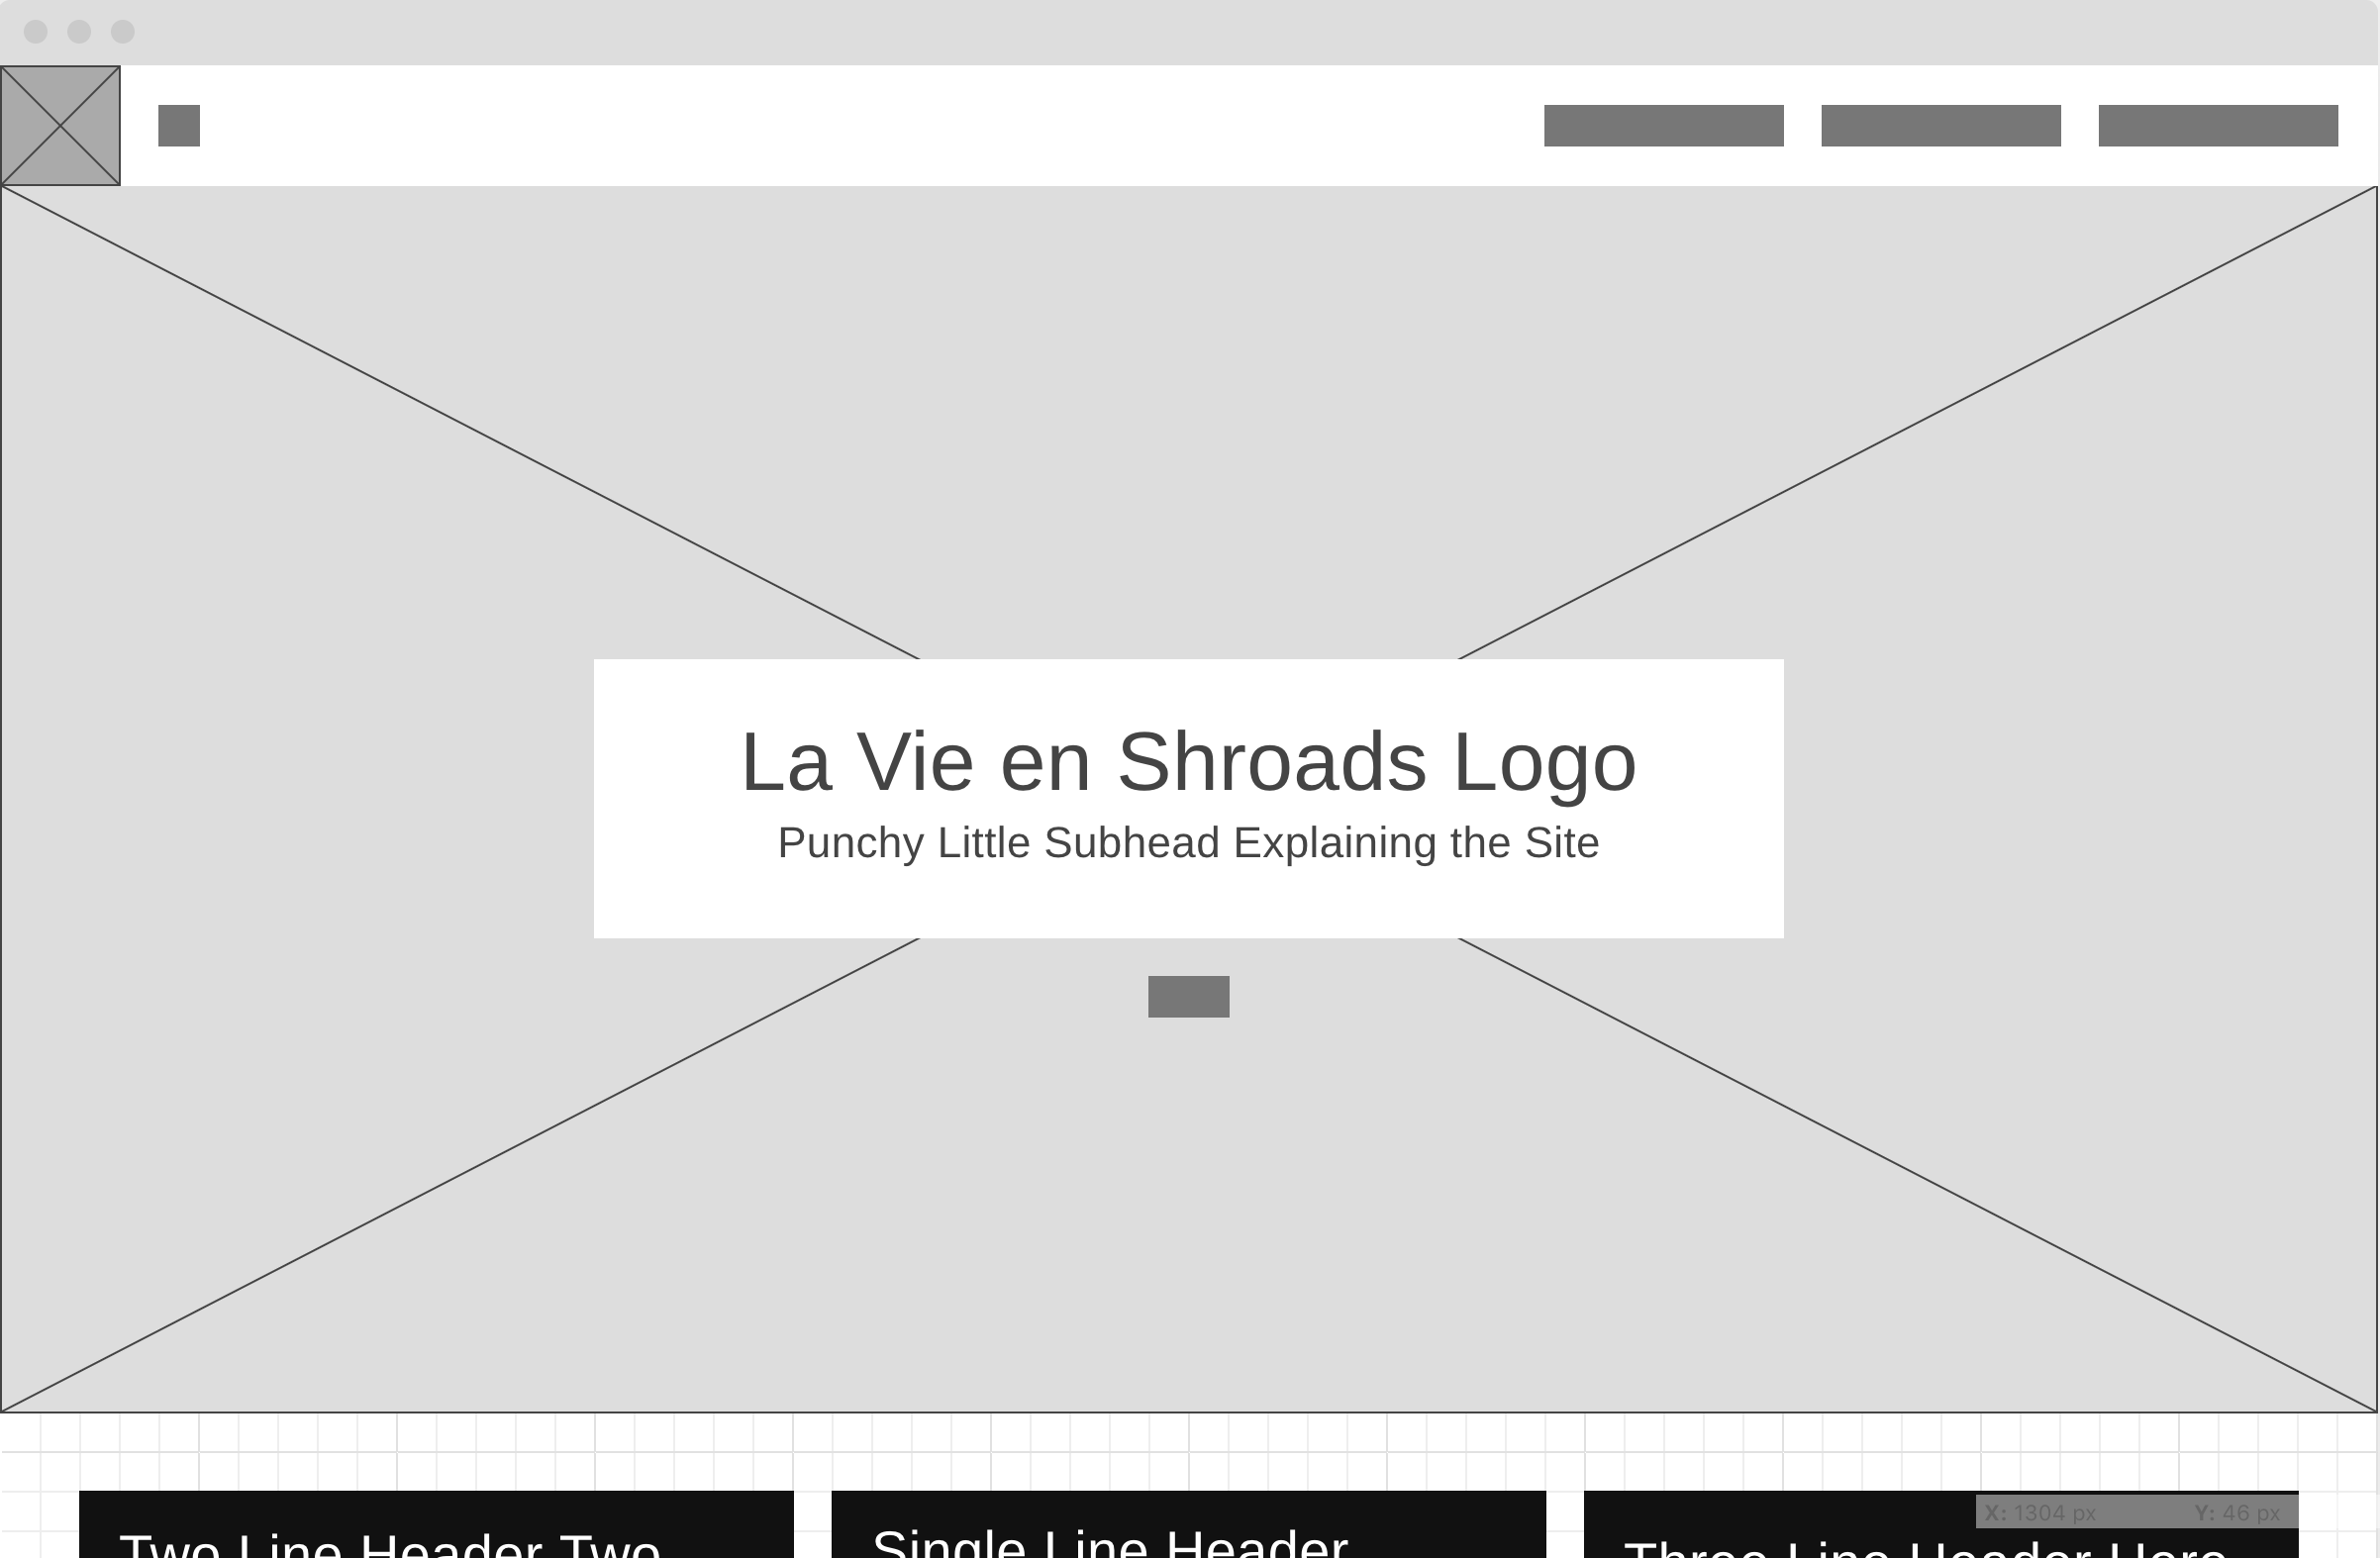 La Vie en Shroads Logo
Punchy Little Subhead Explaining the Site
X: 1304 px Y: 46 px
Two Line Header Two
Single Line Header
Three Line Header Here